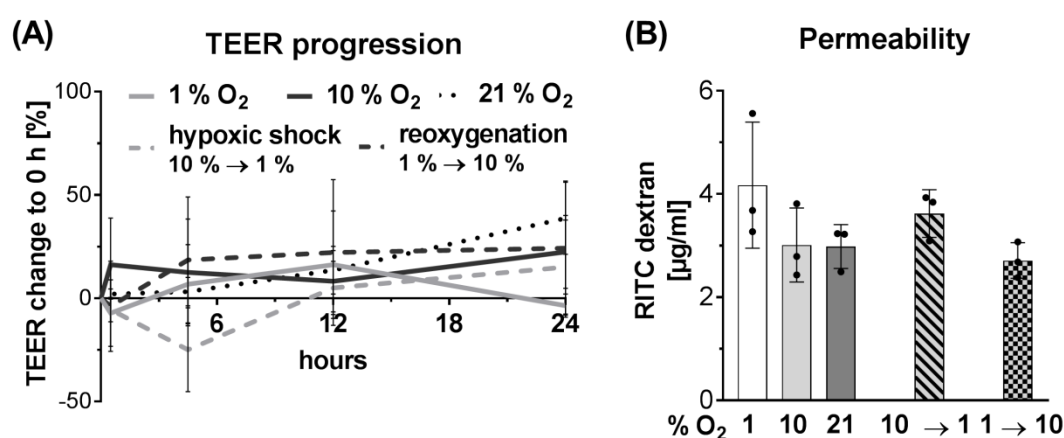 (A)
TEER progression
TEER change to 0 h [%]
100
50
0
-50
1 % O₂
10 % O₂
21 % O₂
hypoxic shock
10 % → 1 %
reoxygenation
1 % → 10 %
6
12
18
24
hours
(B)
Permeability
RITC dextran
[µg/ml]
6
4
2
0
% O₂ 1 10 21 10 → 1 1 → 10